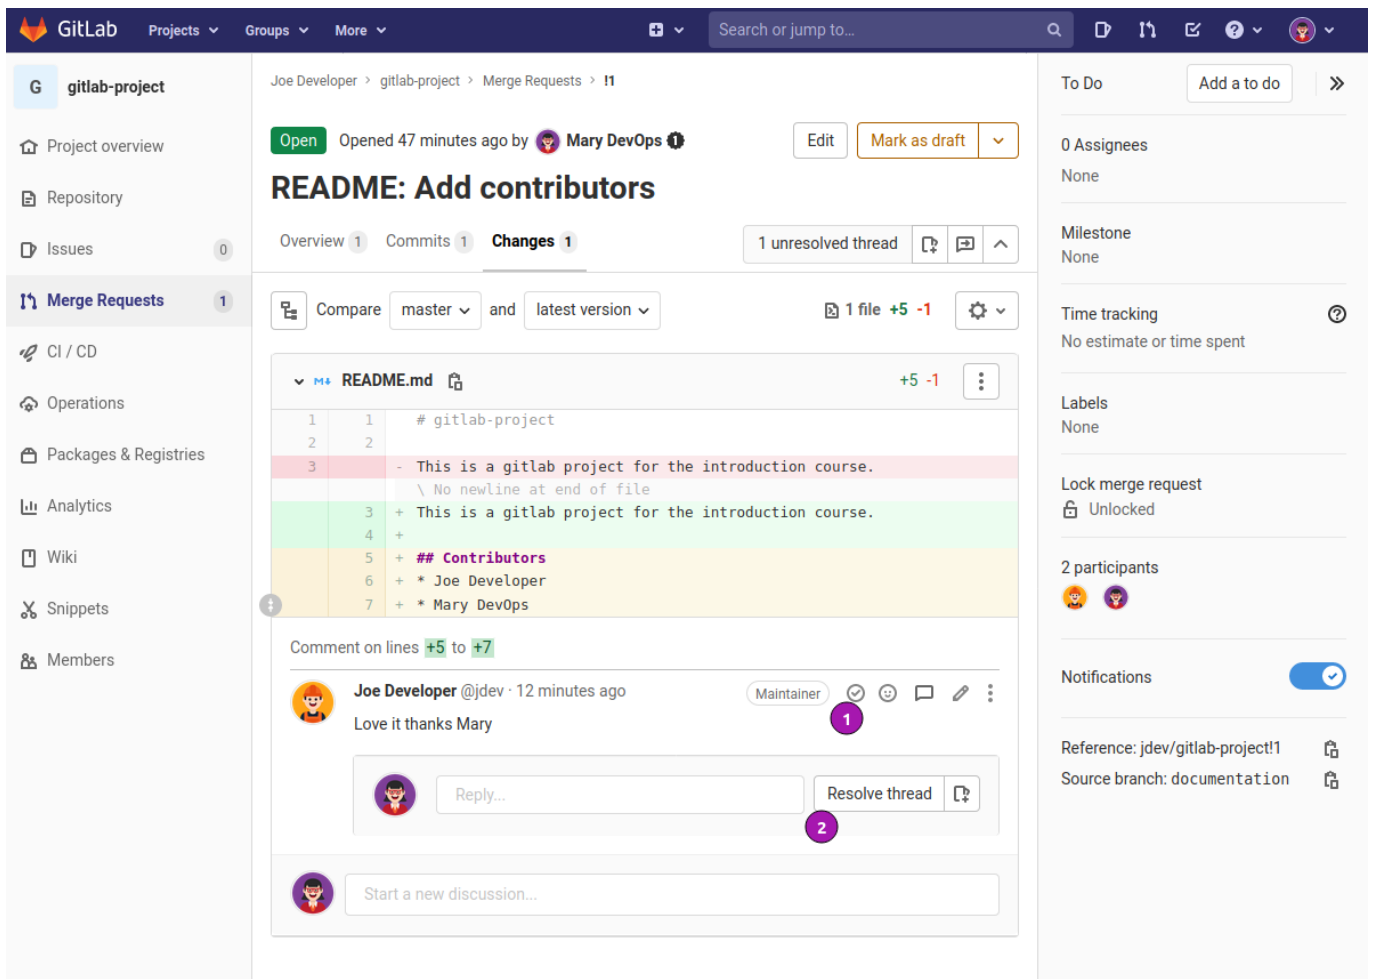 GitLab Projects Groups More Search or jump to...
G gitlab-project
Project overview
Repository
Issues 0
Merge Requests 1
CI / CD
Operations
Packages & Registries
Analytics
Wiki
Snippets
Members
Joe Developer > gitlab-project > Merge Requests > !1
Open Opened 47 minutes ago by Mary DevOps 1 Edit Mark as draft
README: Add contributors
Overview 1 Commits 1 Changes 1 1 unresolved thread
Compare master and latest version 1 file +5 -1
M↓ README.md +5 -1
1 1 # gitlab-project
2 2
3 - This is a gitlab project for the introduction course.
\ No newline at end of file
3 + This is a gitlab project for the introduction course.
4 +
5 + ## Contributors
6 + * Joe Developer
7 + * Mary DevOps
Comment on lines +5 to +7
Joe Developer @jdev · 12 minutes ago Maintainer
1
Love it thanks Mary
Reply... Resolve thread
2
Start a new discussion...
To Do Add a to do
0 Assignees
None
Milestone
None
Time tracking
No estimate or time spent
Labels
None
Lock merge request
Unlocked
2 participants
Notifications
Reference: jdev/gitlab-project!1
Source branch: documentation